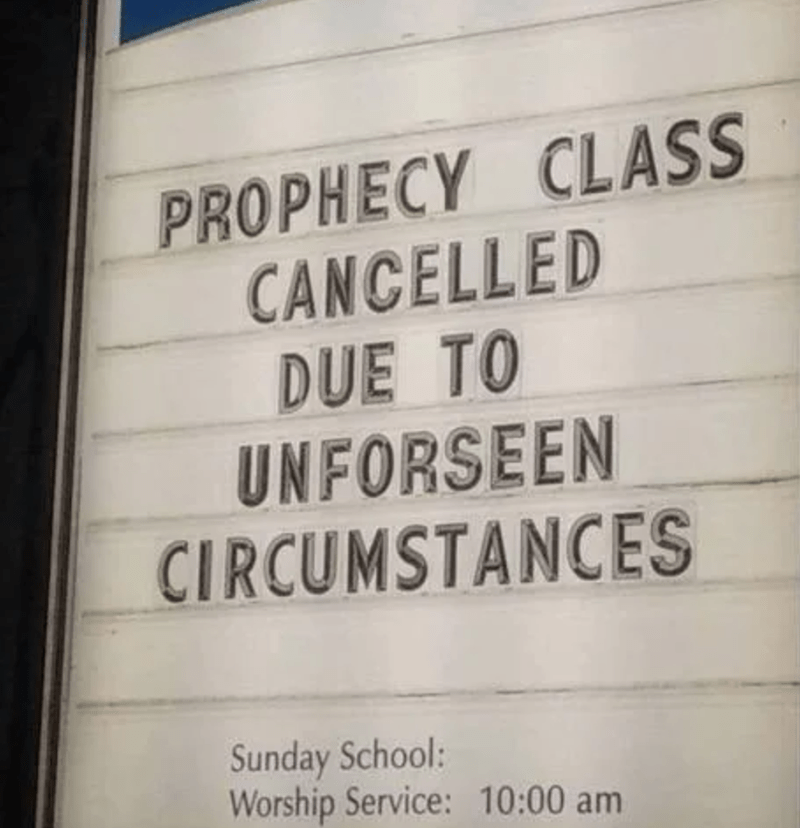 PROPHECY CLASS
CANCELLED
DUE TO
UNFORSEEN
CIRCUMSTANCES
Sunday School:
Worship Service: 10:00 am